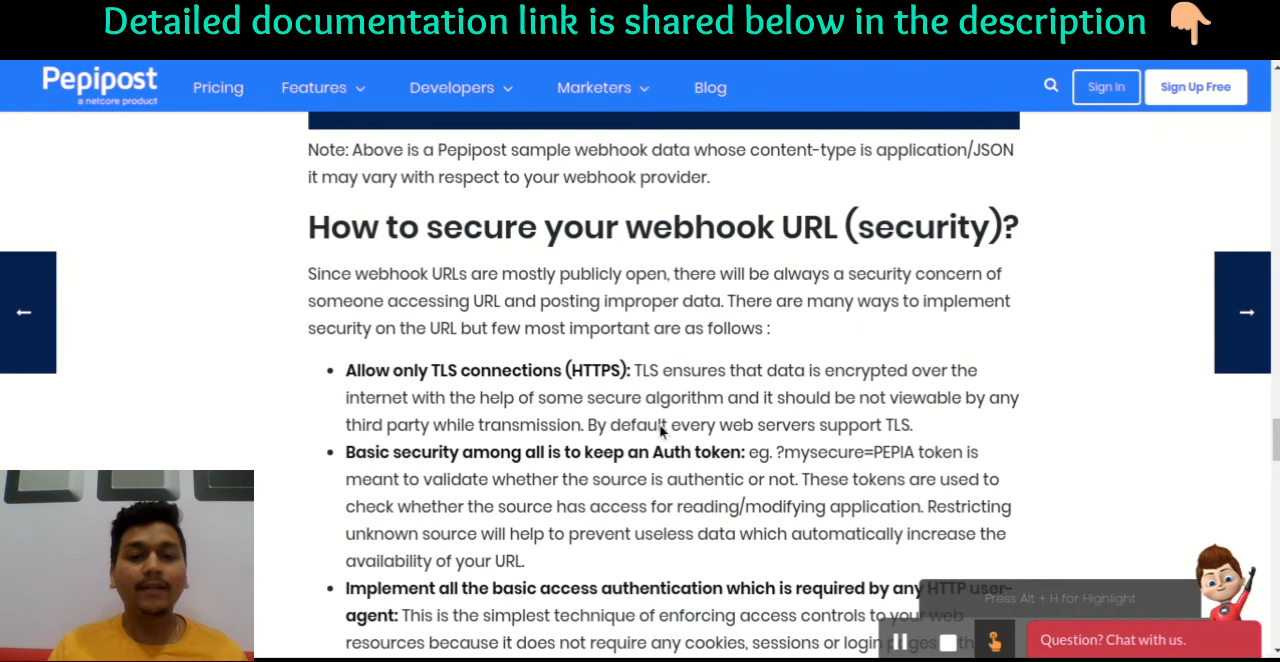 Detailed documentation link is shared below in the description
Pepipost
a netcore product
Pricing
Features
Developers
Marketers
Blog
Sign In
Sign Up Free
Note: Above is a Pepipost sample webhook data whose content-type is application/JSON
it may vary with respect to your webhook provider.
How to secure your webhook URL (security)?
Since webhook URLs are mostly publicly open, there will be always a security concern of
someone accessing URL and posting improper data. There are many ways to implement
security on the URL but few most important are as follows :
• Allow only TLS connections (HTTPS): TLS ensures that data is encrypted over the
internet with the help of some secure algorithm and it should be not viewable by any
third party while transmission. By default every web servers support TLS.
• Basic security among all is to keep an Auth token: eg. ?mysecure=PEPIA token is
meant to validate whether the source is authentic or not. These tokens are used to
check whether the source has access for reading/modifying application. Restricting
unknown source will help to prevent useless data which automatically increase the
availability of your URL.
• Implement all the basic access authentication which is required by any HTTP user-
agent: This is the simplest technique of enforcing access controls to your web
resources because it does not require any cookies, sessions or login pages
Press Alt + H for Highlight
Question? Chat with us.